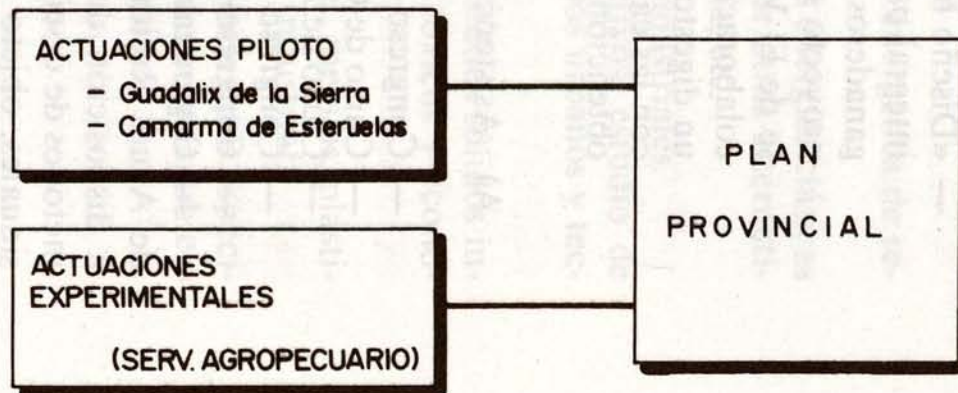 ACTUACIONES PILOTO
- Guadalix de la Sierra
- Camarma de Esteruelas
ACTUACIONES
EXPERIMENTALES
(SERV. AGROPECUARIO)
PLAN
PROVINCIAL